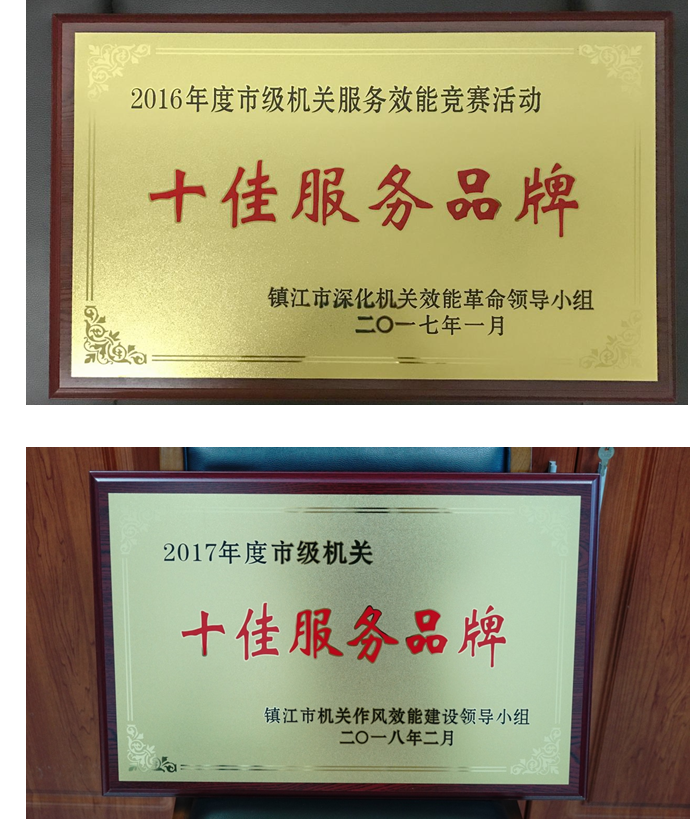 2016年度市级机关服务效能竞赛活动
十佳服务品牌
镇江市深化机关效能革命领导小组
二〇一七年一月
2017年度市级机关
十佳服务品牌
镇江市机关作风效能建设领导小组
二〇一八年二月